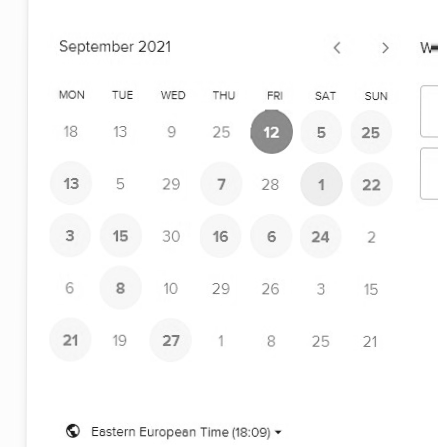 September 2021
MON TUE WED THU FRI SAT SUN
18 13 9 25 12 5 25
13 5 29 7 28 1 22
3 15 30 16 6 24 2
6 8 10 29 26 3 15
21 19 27 1 8 25 21
Eastern European Time (18:09)